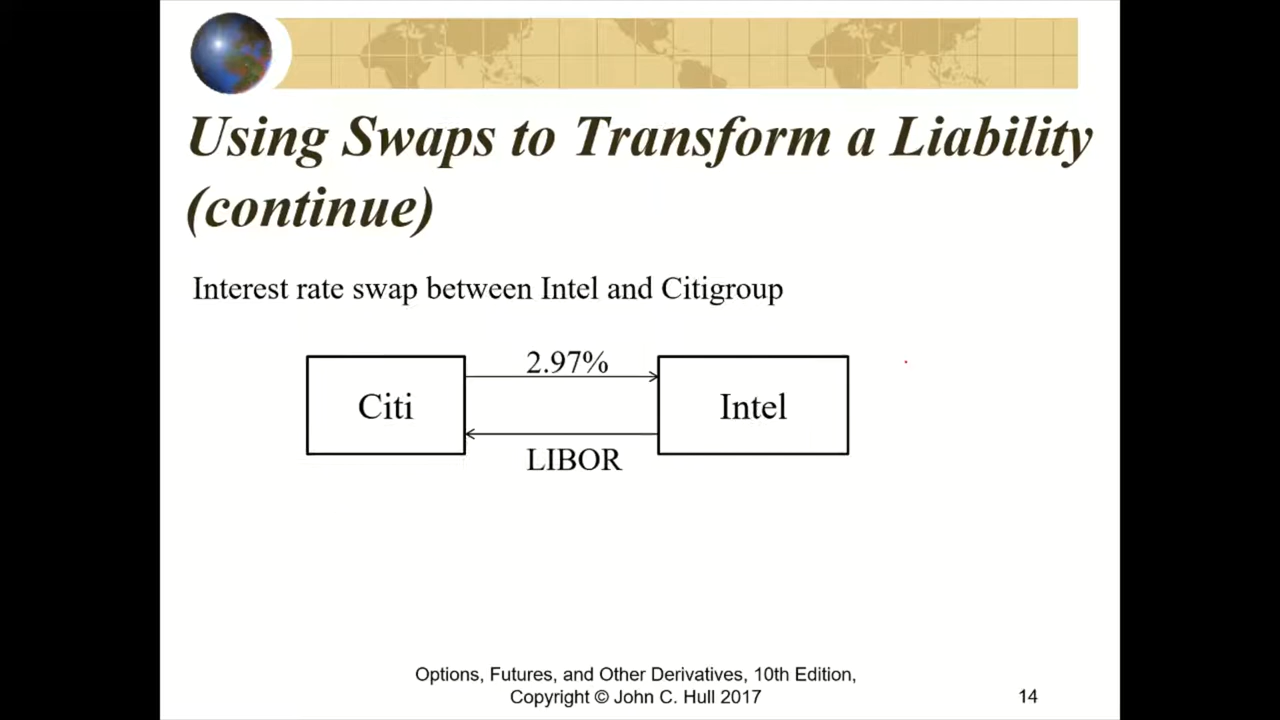 Using Swaps to Transform a Liability
(continue)
Interest rate swap between Intel and Citigroup
2.97%
Citi
Intel
LIBOR
Options, Futures, and Other Derivatives, 10th Edition,
Copyright © John C. Hull 2017
14